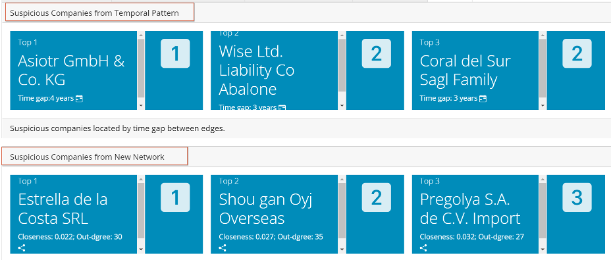 Suspicious Companies from Temporal Pattern
Top 1
Asiotr GmbH &
Co. KG
Time gap:4 years
1
Top 2
Wise Ltd.
Liability Co
Abalone
Time gap: 3 years
2
Top 3
Coral del Sur
Sagl Family
Time gap: 3 years
2
Suspicious companies located by time gap between edges.
Suspicious Companies from New Network
Top 1
Estrella de la
Costa SRL
Closeness: 0.022; Out-dgree: 30
1
Top 2
Shou gan Oyj
Overseas
Closeness: 0.027; Out-dgree: 35
2
Top 3
Pregolya S.A.
de C.V. Import
Closeness: 0.032; Out-dgree: 27
3